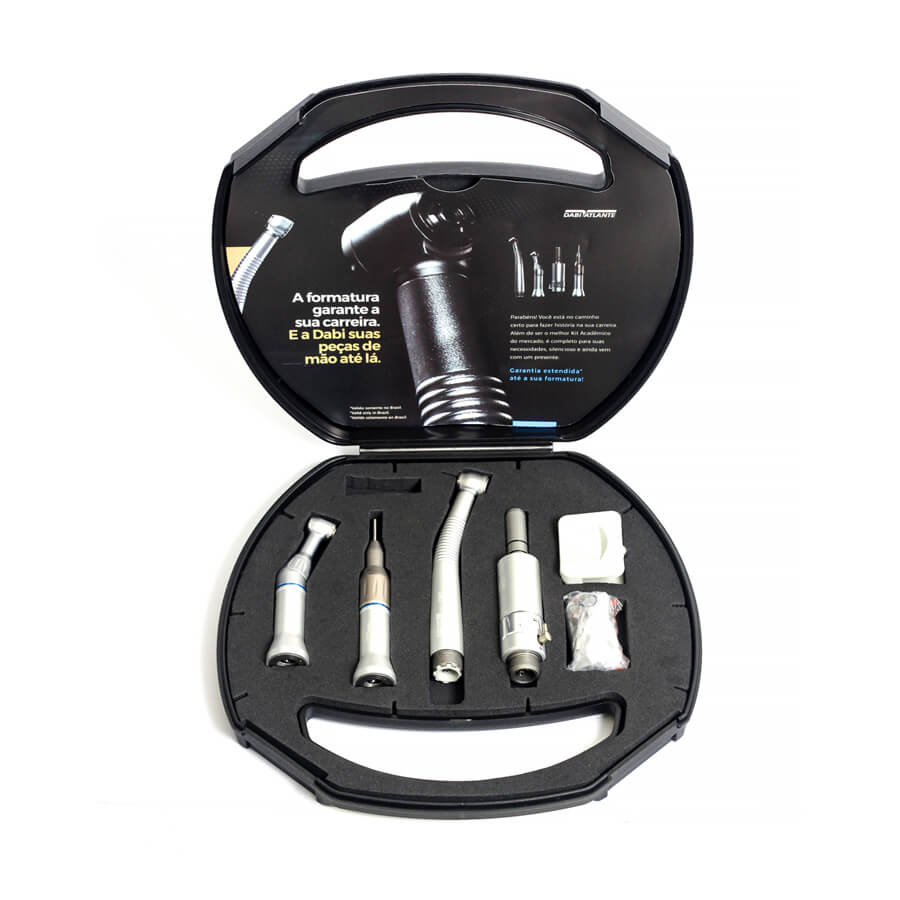 DABI ATLANTE
A formatura
garante a
sua carreira.
E a Dabi suas
peças de
mão até lá.
Parabéns! Você está no caminho
certo para fazer história na sua carreira.
Além de ser o melhor Kit Acadêmico
do mercado, é completo para suas
necessidades, silencioso e ainda vem
com um presente:
Garantia estendida*
até a sua formatura!
*Válido somente no Brasil
*Valid only in Brazil
*Válido solamente en Brasil